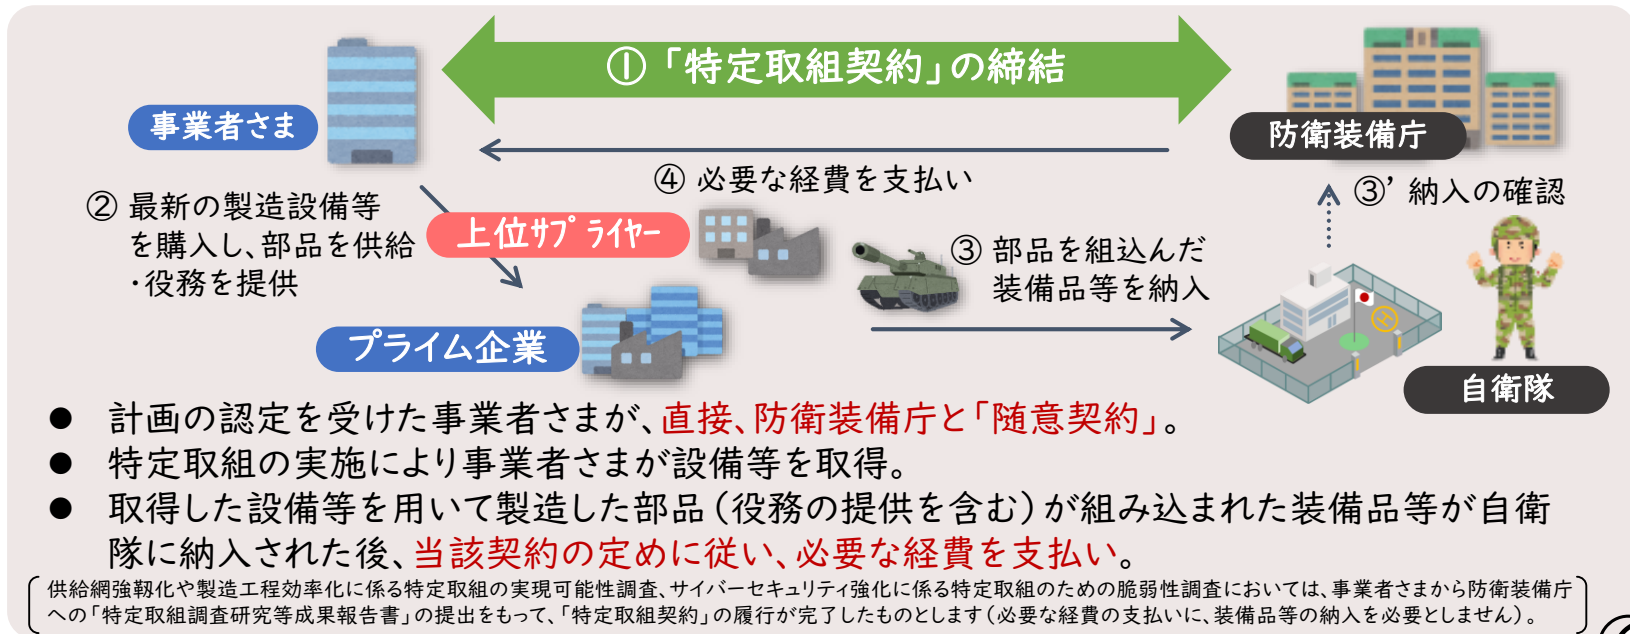 ①「特定取組契約」の締結
事業者さま
防衛装備庁
④ 必要な経費を支払い
② 最新の製造設備等
を購入し、部品を供給
・役務を提供
上位ｻﾌﾟﾗｲﾔｰ
③’ 納入の確認
③ 部品を組込んだ
装備品等を納入
プライム企業
自衛隊
● 計画の認定を受けた事業者さまが、直接、防衛装備庁と「随意契約」。
● 特定取組の実施により事業者さまが設備等を取得。
● 取得した設備等を用いて製造した部品（役務の提供を含む）が組み込まれた装備品等が自衛
隊に納入された後、当該契約の定めに従い、必要な経費を支払い。
供給網強靱化や製造工程効率化に係る特定取組の実現可能性調査、サイバーセキュリティ強化に係る特定取組のための脆弱性調査においては、事業者さまから防衛装備庁
への「特定取組調査研究等成果報告書」の提出をもって、「特定取組契約」の履行が完了したものとします（必要な経費の支払いに、装備品等の納入を必要としません）。